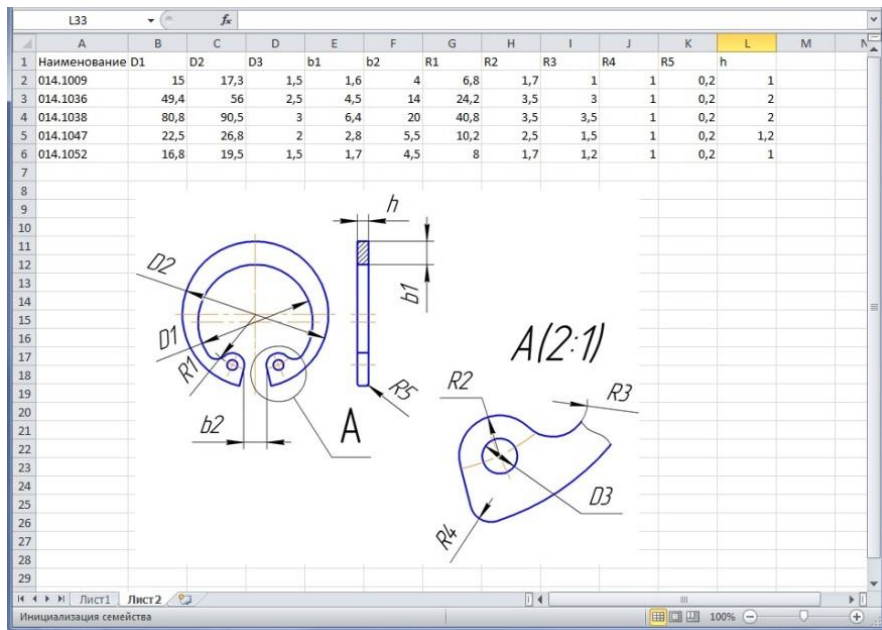 L33 fx
A B C D E F G H I J K L M N
1 Наименование D1 D2 D3 b1 b2 R1 R2 R3 R4 R5 h
2 014.1009 15 17,3 1,5 1,6 4 6,8 1,7 1 1 0,2 1
3 014.1036 49,4 56 2,5 4,5 14 24,2 3,5 3 1 0,2 2
4 014.1038 80,8 90,5 3 6,4 20 40,8 3,5 3,5 1 0,2 2
5 014.1047 22,5 26,8 2 2,8 5,5 10,2 2,5 1,5 1 0,2 1,2
6 014.1052 16,8 19,5 1,5 1,7 4,5 8 1,7 1,2 1 0,2 1
7
8
9
10
11
12
13
14
15
16
17
18
19
20
21
22
23
24
25
26
27
28
29
h
D2
b1
D1
A(2:1)
R1
R5
R2
R3
b2
A
D3
R4
Лист1 Лист2
Инициализация семейства 100%